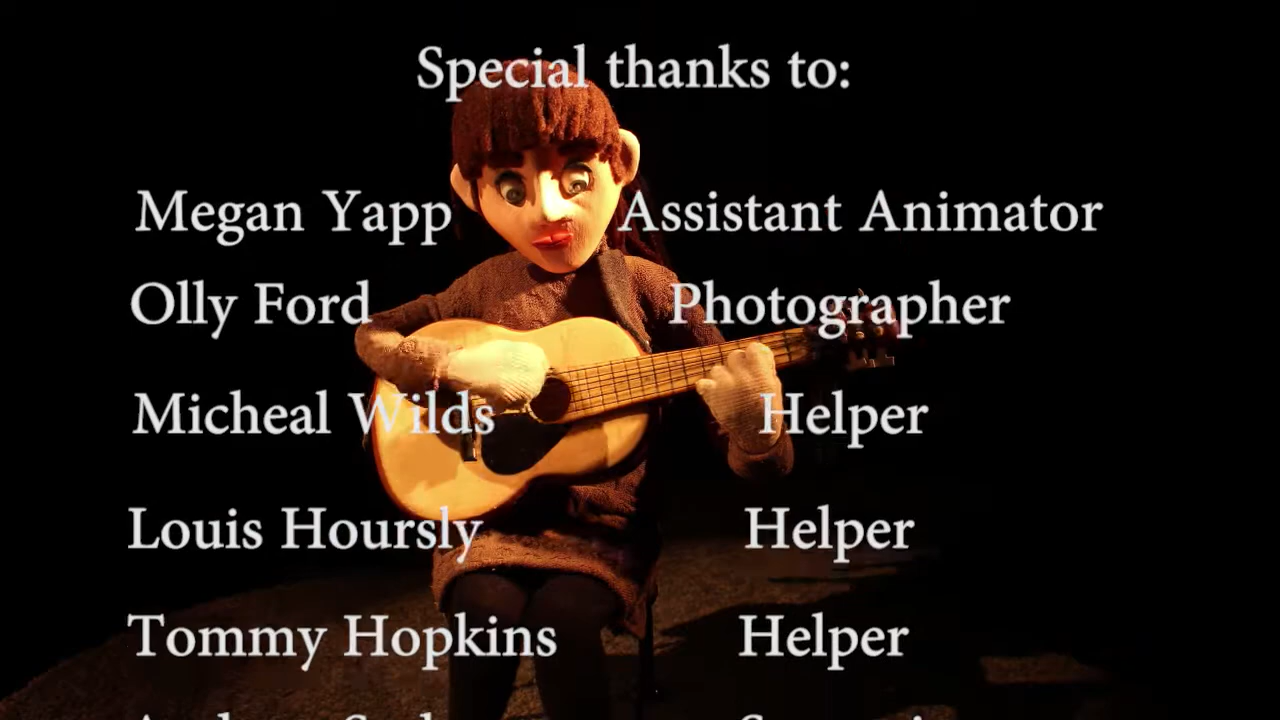 Special thanks to:
Megan Yapp Assistant Animator
Olly Ford Photographer
Micheal Wilds Helper
Louis Hoursly Helper
Tommy Hopkins Helper